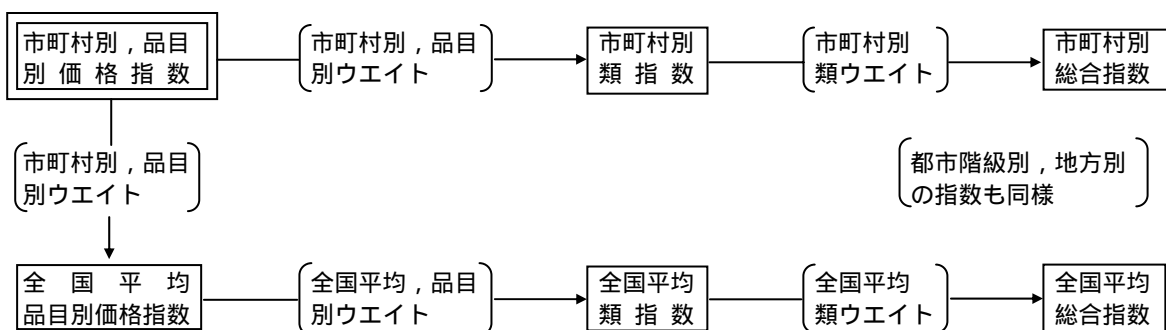 市町村別,品目
別価格指数
市町村別,品目
別ウエイト
市町村別
類指数
市町村別
類ウエイト
市町村別
総合指数
市町村別,品目
別ウエイト
都市階級別,地方別
の指数も同様
全国平均
品目別価格指数
全国平均,品目
別ウエイト
全国平均
類指数
全国平均
類ウエイト
全国平均
総合指数